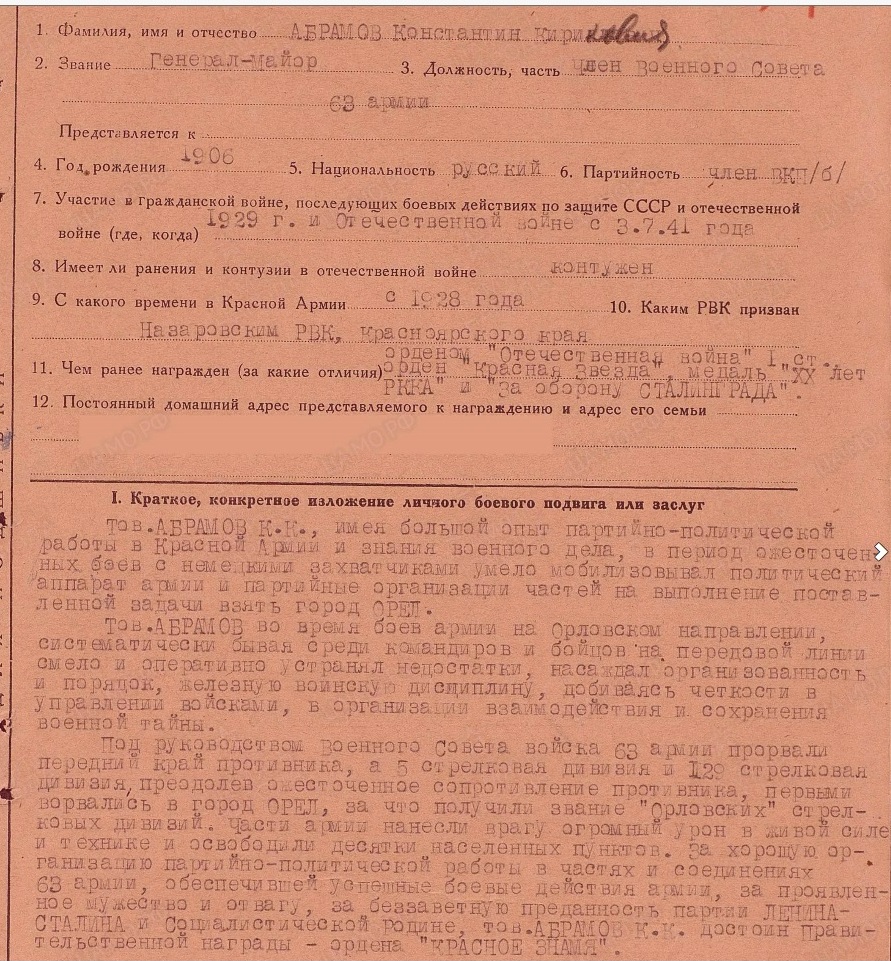 1. Фамилия, имя и отчество АБРАМОВ Константин Кириллович
2. Звание Генерал-майор 3. Должность, часть член Военного Совета
63 армии
Представляется к
4. Год рождения 1906 5. Национальность русский 6. Партийность член ВКП/б/
7. Участие в гражданской войне, последующих боевых действиях по защите СССР и отечественной
войне (где, когда) 1929 г. и Отечественной войне с 3.7.41 года
8. Имеет ли ранения и контузии в отечественной войне контужен
9. С какого времени в Красной Армии с 1928 года 10. Каким РВК призван
Назаровским РВК, Красноярского края
орденом "Отечественная война" I ст.
11. Чем ранее награжден (за какие отличия) орден "Красная Звезда", медаль "ХХ лет
РККА" и "За оборону СТАЛИНГРАДА".
12. Постоянный домашний адрес представляемого к награждению и адрес его семьи
I. Краткое, конкретное изложение личного боевого подвига или заслуг
Тов.АБРАМОВ К.К., имея большой опыт партийно-политической
работы в Красной Армии и знания военного дела, в период ожесточен-
ных боев с немецкими захватчиками умело мобилизовывал политический
аппарат армии и партийные организации частей на выполнение постав-
ленной задачи взять город ОРЕЛ.
Тов.АБРАМОВ во время боев армии на Орловском направлении,
систематически бывая среди командиров и бойцов на передовой линии
смело и оперативно устранял недостатки, насаждал организованность
и порядок, железную воинскую дисциплину, добиваясь четкости в
управлении войсками, в организации взаимодействия и сохранения
военной тайны.
Под руководством Военного Совета войска 63 армии прорвали
передний край противника, а 5 стрелковая дивизия и 129 стрелковая
дивизия, преодолев ожесточенное сопротивление противника, первыми
ворвались в город ОРЕЛ, за что получили звание "Орловских" стрел-
ковых дивизий. Части армии нанесли врагу огромный урон в живой силе
и технике и освободили десятки населенных пунктов. За хорошую ор-
ганизацию партийно-политической работы в частях и соединениях
63 армии, обеспечившей успешные боевые действия армии, за проявлен-
ное мужество и отвагу, за беззаветную преданность партии ЛЕНИНА-
СТАЛИНА и Социалистической Родине, тов.АБРАМОВ К.К. достоин прави-
тельственной награды - ордена "КРАСНОЕ ЗНАМЯ".